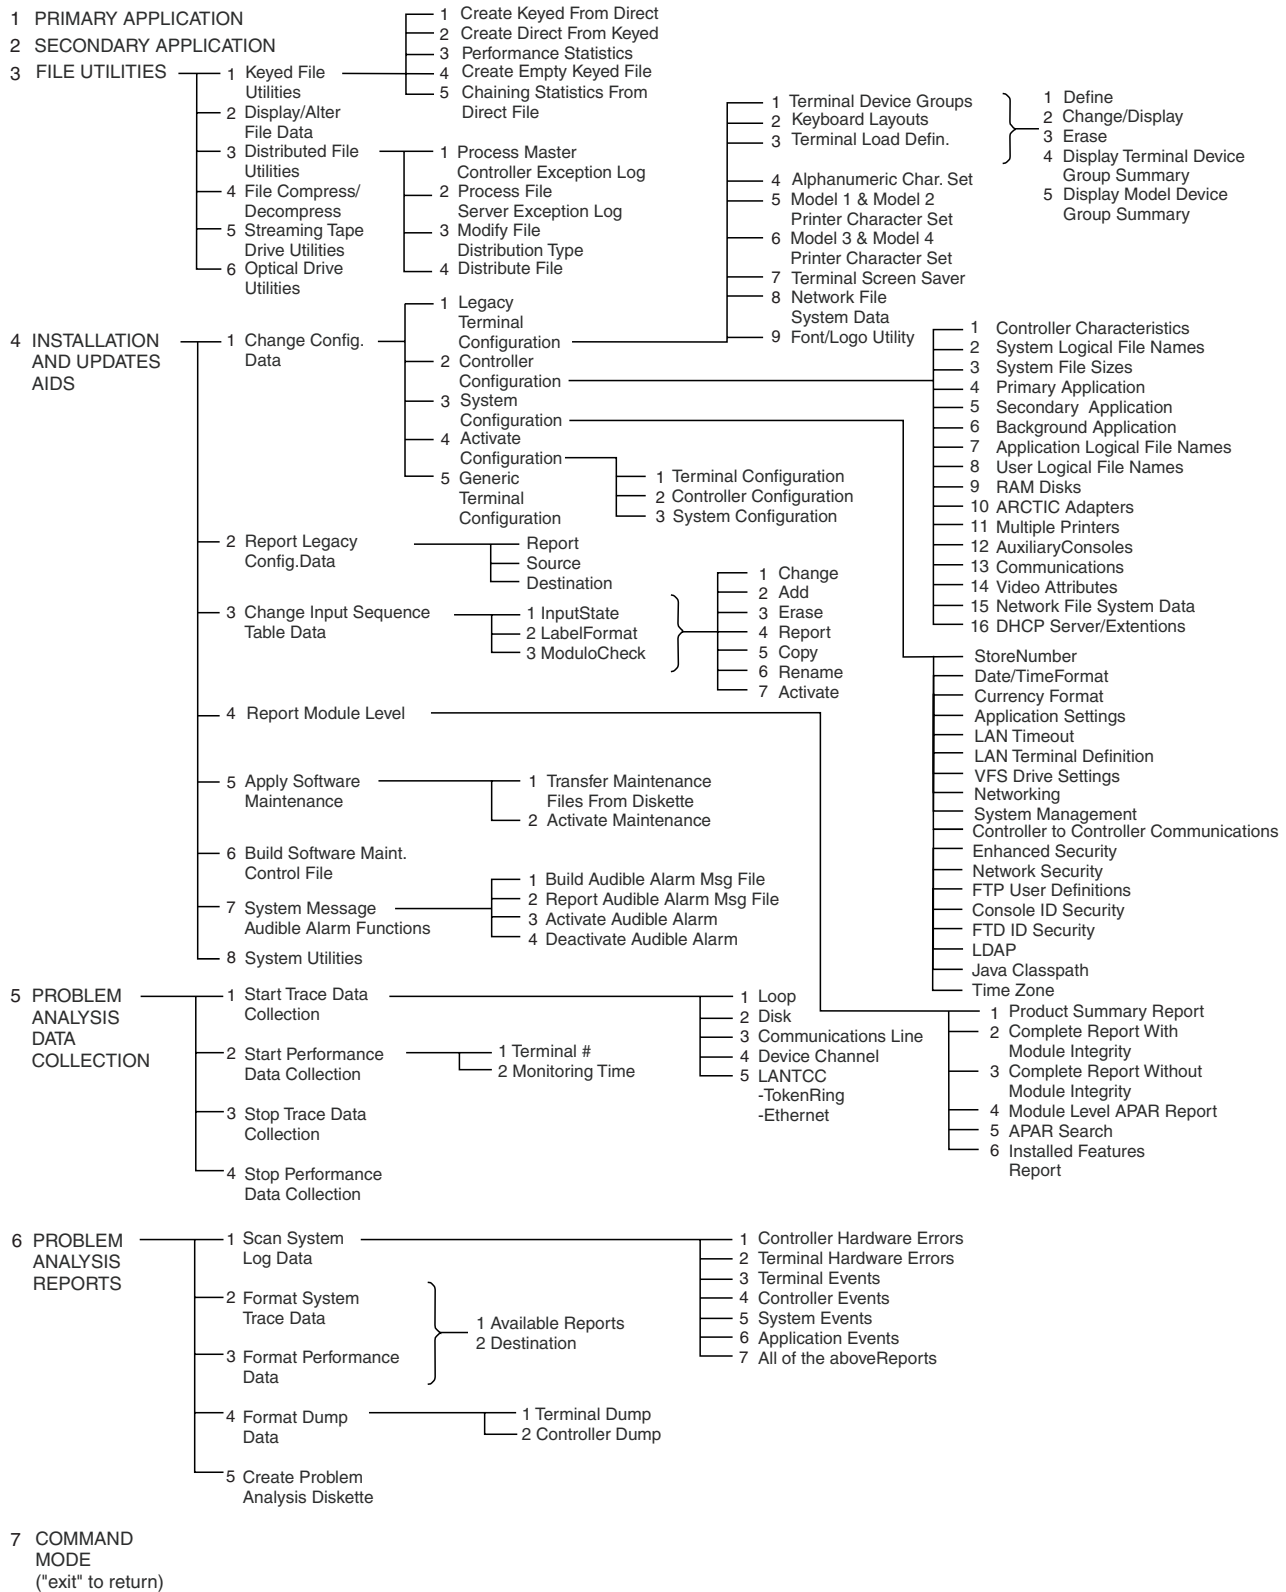 1 PRIMARY APPLICATION
2 SECONDARY APPLICATION
3 FILE UTILITIES
1 Keyed File
Utilities
1 Create Keyed From Direct
2 Create Direct From Keyed
3 Performance Statistics
4 Create Empty Keyed File
5 Chaining Statistics From
Direct File
2 Display/Alter
File Data
3 Distributed File
Utilities
1 Process Master
Controller Exception Log
2 Process File
Server Exception Log
3 Modify File
Distribution Type
4 Distribute File
4 File Compress/
Decompress
5 Streaming Tape
Drive Utilities
6 Optical Drive
Utilities
4 INSTALLATION
AND UPDATES
AIDS
1 Change Config.
Data
1 Legacy
Terminal
Configuration
1 Terminal Device Groups
2 Keyboard Layouts
3 Terminal Load Defin.
1 Define
2 Change/Display
3 Erase
4 Display Terminal Device
Group Summary
5 Display Model Device
Group Summary
4 Alphanumeric Char. Set
5 Model 1 & Model 2
Printer Character Set
6 Model 3 & Model 4
Printer Character Set
7 Terminal Screen Saver
8 Network File
System Data
9 Font/Logo Utility
2 Controller
Configuration
1 Controller Characteristics
2 System Logical File Names
3 System File Sizes
4 Primary Application
5 Secondary Application
6 Background Application
7 Application Logical File Names
8 User Logical File Names
9 RAM Disks
10 ARCTIC Adapters
11 Multiple Printers
12 AuxiliaryConsoles
13 Communications
14 Video Attributes
15 Network File System Data
16 DHCP Server/Extentions
3 System
Configuration
StoreNumber
Date/TimeFormat
Currency Format
Application Settings
LAN Timeout
LAN Terminal Definition
VFS Drive Settings
Networking
System Management
Controller to Controller Communications
Enhanced Security
Network Security
FTP User Definitions
Console ID Security
FTD ID Security
LDAP
Java Classpath
Time Zone
4 Activate
Configuration
1 Terminal Configuration
2 Controller Configuration
3 System Configuration
5 Generic
Terminal
Configuration
2 Report Legacy
Config.Data
Report
Source
Destination
3 Change Input Sequence
Table Data
1 InputState
2 LabelFormat
3 ModuloCheck
1 Change
2 Add
3 Erase
4 Report
5 Copy
6 Rename
7 Activate
4 Report Module Level
1 Product Summary Report
2 Complete Report With
Module Integrity
3 Complete Report Without
Module Integrity
4 Module Level APAR Report
5 APAR Search
6 Installed Features
Report
5 Apply Software
Maintenance
1 Transfer Maintenance
Files From Diskette
2 Activate Maintenance
6 Build Software Maint.
Control File
7 System Message
Audible Alarm Functions
1 Build Audible Alarm Msg File
2 Report Audible Alarm Msg File
3 Activate Audible Alarm
4 Deactivate Audible Alarm
8 System Utilities
5 PROBLEM
ANALYSIS
DATA
COLLECTION
1 Start Trace Data
Collection
1 Loop
2 Disk
3 Communications Line
4 Device Channel
5 LANTCC
-TokenRing
-Ethernet
2 Start Performance
Data Collection
1 Terminal #
2 Monitoring Time
3 Stop Trace Data
Collection
4 Stop Performance
Data Collection
6 PROBLEM
ANALYSIS
REPORTS
1 Scan System
Log Data
1 Controller Hardware Errors
2 Terminal Hardware Errors
3 Terminal Events
4 Controller Events
5 System Events
6 Application Events
7 All of the aboveReports
2 Format System
Trace Data
3 Format Performance
Data
1 Available Reports
2 Destination
4 Format Dump
Data
1 Terminal Dump
2 Controller Dump
5 Create Problem
Analysis Diskette
7 COMMAND
MODE
("exit" to return)